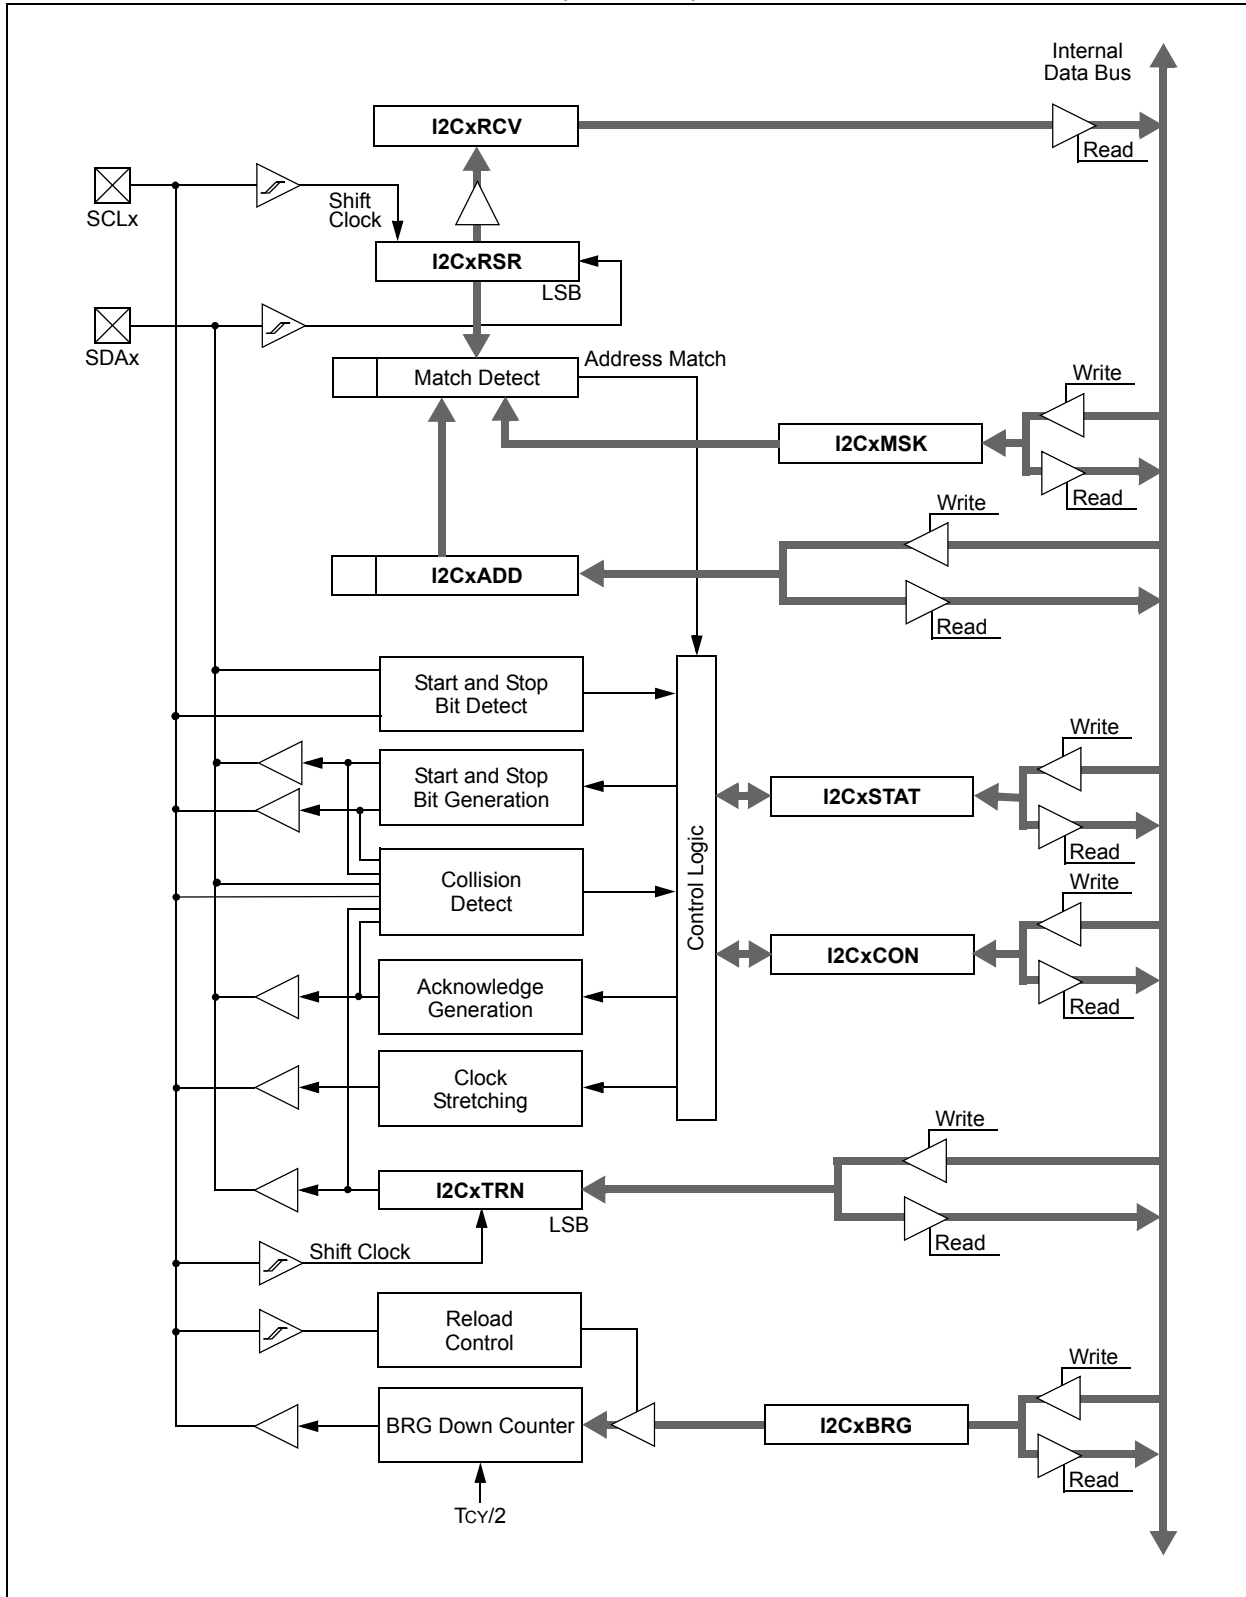 Internal
Data Bus
I2CxRCV
Read
SCLx
Shift
Clock
I2CxRSR
LSB
SDAx
Match Detect
Address Match
Write
I2CxMSK
Read
Write
I2CxADD
Read
Start and Stop
Bit Detect
Start and Stop
Bit Generation
Write
I2CxSTAT
Read
Collision
Detect
Control Logic
Write
I2CxCON
Read
Acknowledge
Generation
Clock
Stretching
Write
I2CxTRN
LSB
Read
Shift Clock
Reload
Control
Write
BRG Down Counter
I2CxBRG
Read
TCY/2